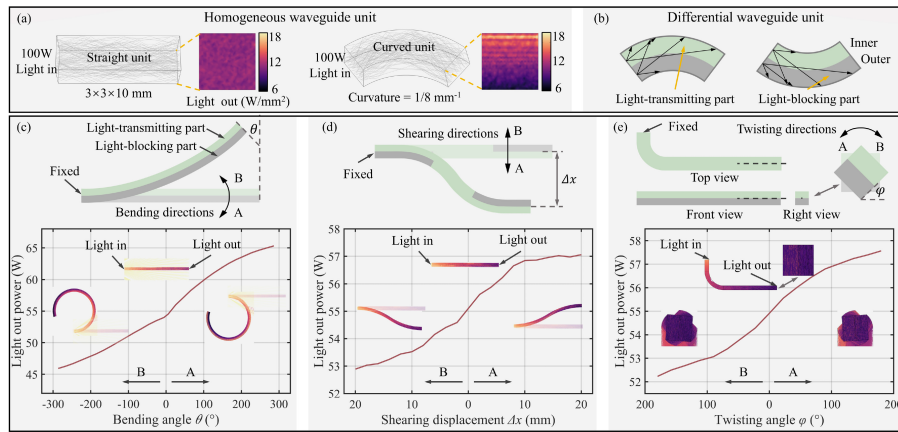 (a) Homogeneous waveguide unit
100W
Light in
Straight unit
3×3×10 mm
18
12
6
Light out (W/mm²)
100W
Light in
Curved unit
Curvature = 1/8 mm⁻¹
18
12
6
(b) Differential waveguide unit
Inner
Outer
Light-transmitting part
Light-blocking part
(c)
Light-transmitting part
Light-blocking part
θ
Fixed
B
A
Bending directions
Light in
Light out
Light out power (W)
65
60
55
50
45
B
A
-300 -200 -100 0 100 200 300
Bending angle θ (°)
(d)
Shearing directions
B
A
Fixed
Δx
Light in
Light out
Light out power (W)
58
57
56
55
54
53
52
B
A
20 10 0 10 20
Shearing displacement Δx (mm)
(e)
Fixed
Twisting directions
A
B
Top view
φ
Front view
Right view
Light in
Light out
Light out power (W)
58
57
56
55
54
53
52
B
A
200 100 0 100 200
Twisting angle φ (°)